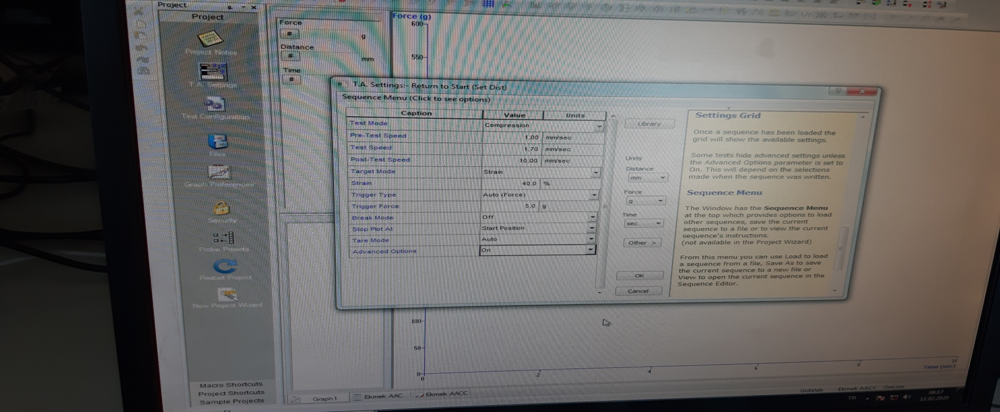 Project
Project
Project Notes
T.A. Settings
Test Configuration
Files
Graph Preferences
Security
Probe Presets
Restart Project
New Project Wizard
Macro Shortcuts
Project Shortcuts
Sample Projects
Force
#
g
Distance
#
mm
Time
#
Force (g)
600
550
100
50
0
0
2
4
6
8
10
Time (sec)
T.A. Settings:- Return to Start (Set Dist)
Sequence Menu (Click to see options)
Caption Value Units
Test Mode Compression
Pre-Test Speed 1.00 mm/sec
Test Speed 1.70 mm/sec
Post-Test Speed 10.00 mm/sec
Target Mode Strain
Strain 40.0 %
Trigger Type Auto (Force)
Trigger Force 5.0 g
Break Mode Off
Stop Plot At Start Position
Tare Mode Auto
Advanced Options On
Library
Units
Distance
mm
Force
g
Time
sec
Other >
OK
Cancel
Settings Grid
Once a sequence has been loaded the
grid will show the available settings.
Some tests hide advanced settings unless
the Advanced Options parameter is set to
On. This will depend on the selections
made when the sequence was written.
Sequence Menu
The Window has the Sequence Menu
at the top which provides options to load
other sequences, save the current
sequence to a file or to view the current
sequence's instructions.
(not available in the Project Wizard)
From this menu you can use Load to load
a sequence from a file, Save As to save
the current sequence to a new file or
View to open the current sequence in the
Sequence Editor.
Graph1 Ekmek AAC... Ekmek AACC
Gidalab Ekmek AACC OnLine
TR 08:17
11.02.2020